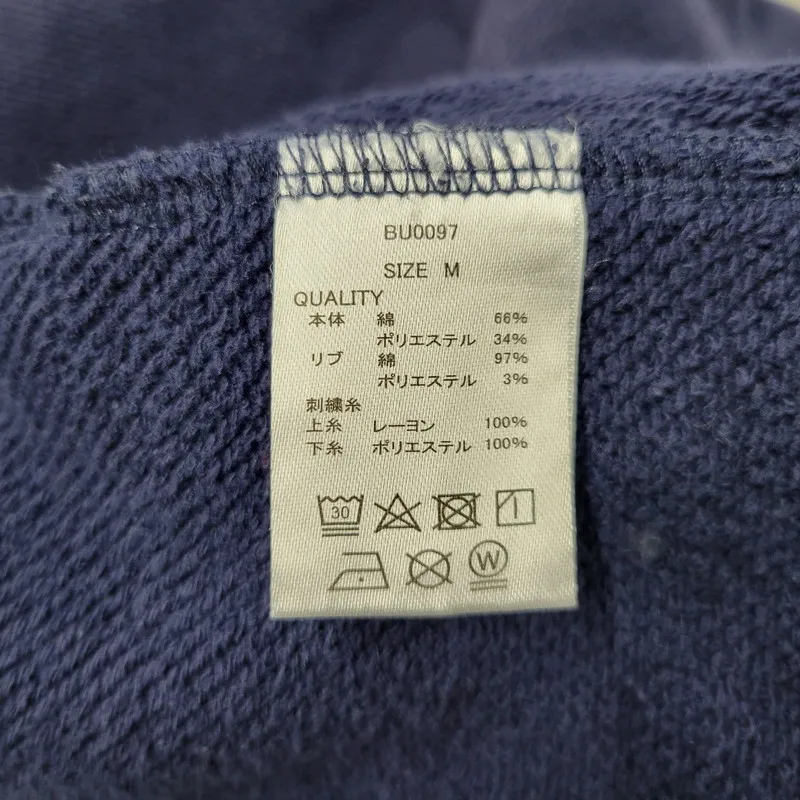 BU0097
SIZE M
QUALITY
本体 綿 66%
ポリエステル 34%
リブ 綿 97%
ポリエステル 3%
刺繍糸
上糸 レーヨン 100%
下糸 ポリエステル 100%
30
W